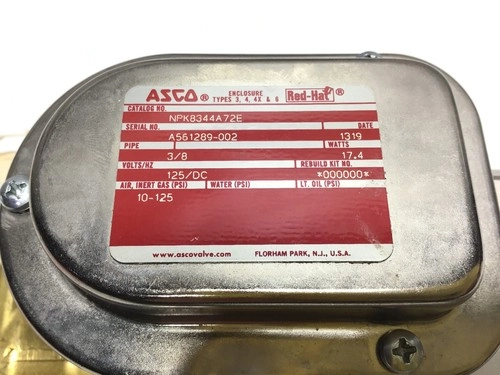 ASCO® ENCLOSURE TYPES 3, 4, 4X & 8 Red-Hat®
CATALOG NO.
NPK8344A72E
SERIAL NO. DATE
A561289-002 1319
PIPE WATTS
3/8 17.4
VOLTS/HZ REBUILD KIT NO.
125/DC *000000*
AIR, INERT GAS (PSI) WATER (PSI) LT. OIL (PSI)
10-125
www.ascovalve.com FLORHAM PARK, N.J., U.S.A.